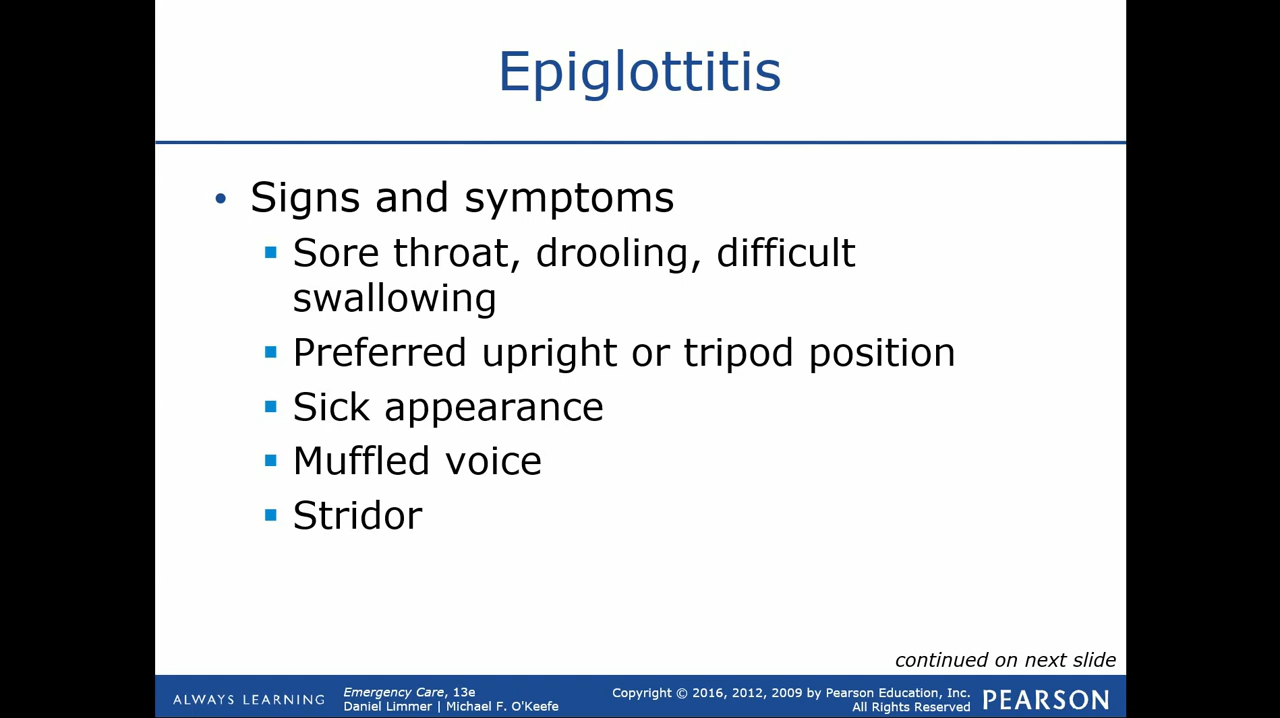 Epiglottitis
• Signs and symptoms
▪ Sore throat, drooling, difficult
swallowing
▪ Preferred upright or tripod position
▪ Sick appearance
▪ Muffled voice
▪ Stridor
continued on next slide
ALWAYS LEARNING
Emergency Care, 13e
Daniel Limmer | Michael F. O'Keefe
Copyright © 2016, 2012, 2009 by Pearson Education, Inc.
All Rights Reserved
PEARSON